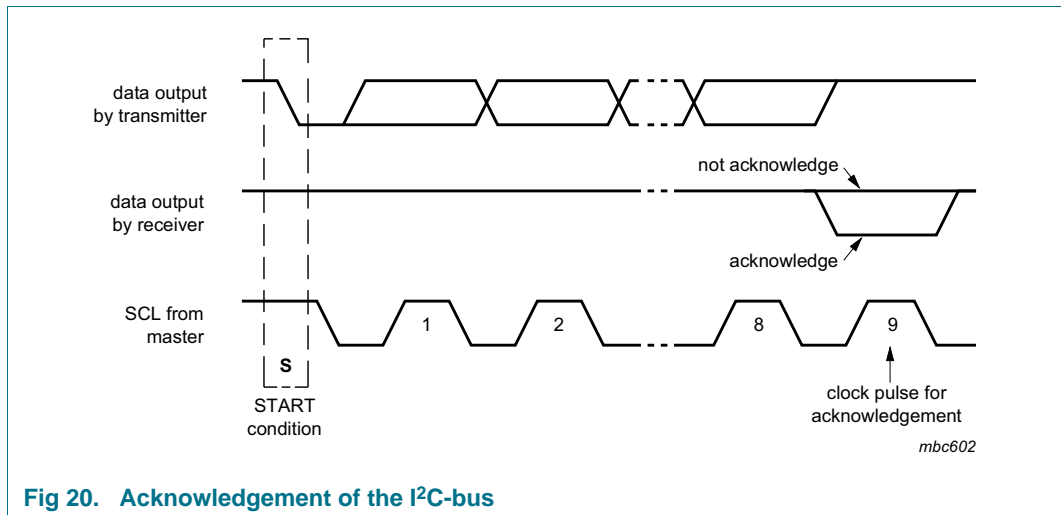 data output
by transmitter
not acknowledge
data output
by receiver
acknowledge
SCL from
master
1
2
8
9
S
START
condition
clock pulse for
acknowledgement
mbc602
Fig 20. Acknowledgement of the I²C-bus